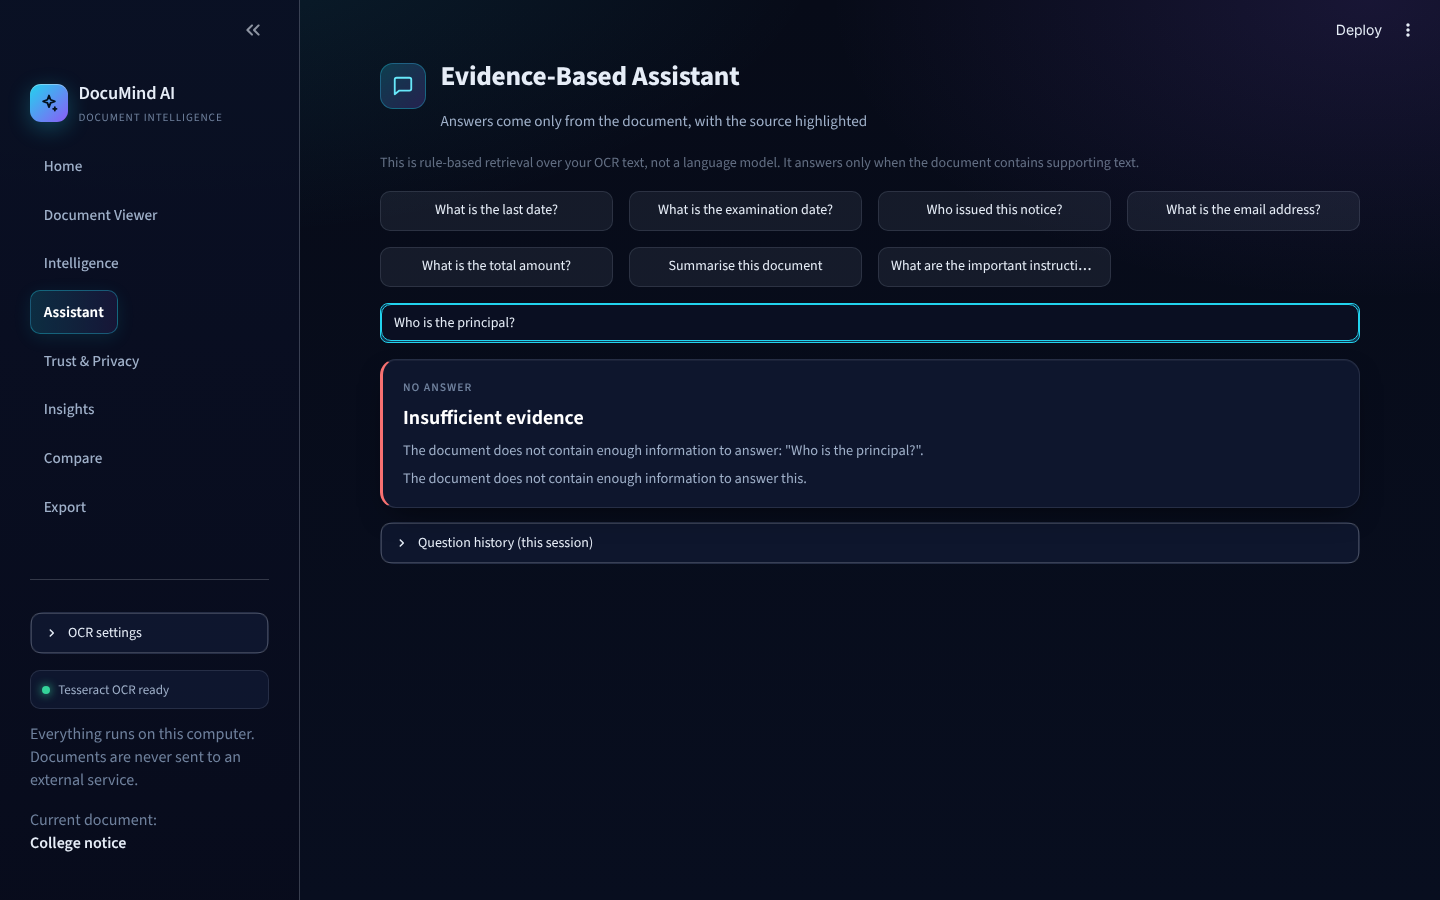 Deploy
DocuMind AI
DOCUMENT INTELLIGENCE
Home
Document Viewer
Intelligence
Assistant
Trust & Privacy
Insights
Compare
Export
OCR settings
Tesseract OCR ready
Everything runs on this computer.
Documents are never sent to an
external service.
Current document:
College notice
Evidence-Based Assistant
Answers come only from the document, with the source highlighted
This is rule-based retrieval over your OCR text, not a language model. It answers only when the document contains supporting text.
What is the last date?
What is the examination date?
Who issued this notice?
What is the email address?
What is the total amount?
Summarise this document
What are the important instructi...
Who is the principal?
NO ANSWER
Insufficient evidence
The document does not contain enough information to answer: "Who is the principal?".
The document does not contain enough information to answer this.
Question history (this session)